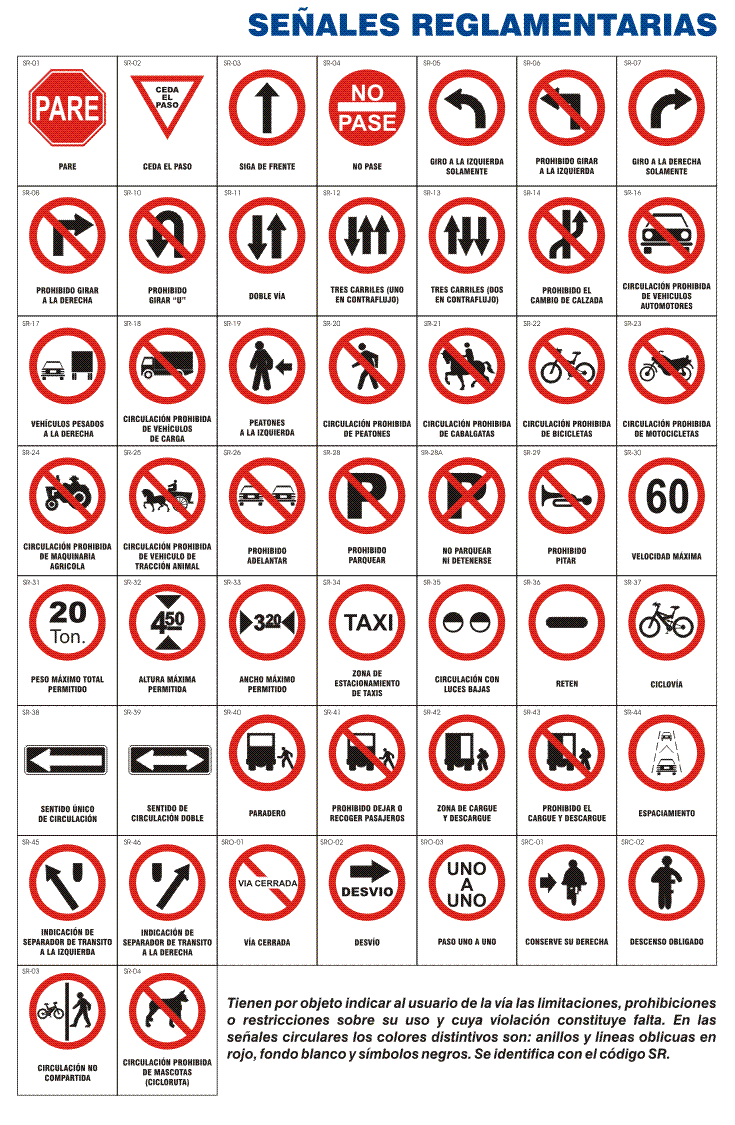 SEÑALES REGLAMENTARIAS
SR-01
PARE
PARE
SR-02
CEDA
EL
PASO
CEDA EL PASO
SR-03
SIGA DE FRENTE
SR-04
NO
PASE
NO PASE
SR-05
GIRO A LA IZQUIERDA
SOLAMENTE
SR-06
PROHIBIDO GIRAR
A LA IZQUIERDA
SR-07
GIRO A LA DERECHA
SOLAMENTE
SR-08
PROHIBIDO GIRAR
A LA DERECHA
SR-10
PROHIBIDO
GIRAR "U"
SR-11
DOBLE VÍA
SR-12
TRES CARRILES (UNO
EN CONTRAFLUJO)
SR-13
TRES CARRILES (DOS
EN CONTRAFLUJO)
SR-14
PROHIBIDO EL
CAMBIO DE CALZADA
SR-16
CIRCULACIÓN PROHIBIDA
DE VEHICULOS
AUTOMOTORES
SR-17
VEHÍCULOS PESADOS
A LA DERECHA
SR-18
CIRCULACIÓN PROHIBIDA
DE VEHÍCULOS
DE CARGA
SR-19
PEATONES
A LA IZQUIERDA
SR-20
CIRCULACIÓN PROHIBIDA
DE PEATONES
SR-21
CIRCULACIÓN PROHIBIDA
DE CABALGATAS
SR-22
CIRCULACIÓN PROHIBIDA
DE BICICLETAS
SR-23
CIRCULACIÓN PROHIBIDA
DE MOTOCICLETAS
SR-24
CIRCULACIÓN PROHIBIDA
DE MAQUINARIA
AGRICOLA
SR-25
CIRCULACIÓN PROHIBIDA
DE VEHICULO DE
TRACCIÓN ANIMAL
SR-26
PROHIBIDO
ADELANTAR
SR-28
P
PROHIBIDO
PARQUEAR
SR-28A
P
NO PARQUEAR
NI DETENERSE
SR-29
PROHIBIDO
PITAR
SR-30
60
VELOCIDAD MÁXIMA
SR-31
20
Ton.
PESO MÁXIMO TOTAL
PERMITIDO
SR-32
450
ALTURA MÁXIMA
PERMITIDA
SR-33
3.20
ANCHO MÁXIMO
PERMITIDO
SR-34
TAXI
ZONA DE
ESTACIONAMIENTO
DE TAXIS
SR-35
CIRCULACIÓN CON
LUCES BAJAS
SR-36
RETEN
SR-37
CICLOVÍA
SR-38
SENTIDO ÚNICO
DE CIRCULACIÓN
SR-39
SENTIDO DE
CIRCULACIÓN DOBLE
SR-40
PARADERO
SR-41
PROHIBIDO DEJAR O
RECOGER PASAJEROS
SR-42
ZONA DE CARGUE
Y DESCARGUE
SR-43
PROHIBIDO EL
CARGUE Y DESCARGUE
SR-44
ESPACIAMIENTO
SR-45
INDICACIÓN DE
SEPARADOR DE TRANSITO
A LA IZQUIERDA
SR-46
INDICACIÓN DE
SEPARADOR DE TRANSITO
A LA DERECHA
SRO-01
VIA CERRADA
VÍA CERRADA
SRO-02
DESVIO
DESVÍO
SRO-03
UNO
A
UNO
PASO UNO A UNO
SRC-01
CONSERVE SU DERECHA
SRC-02
DESCENSO OBLIGADO
SR-03
CIRCULACIÓN NO
COMPARTIDA
SR-04
CIRCULACIÓN PROHIBIDA
DE MASCOTAS
(CICLORUTA)
Tienen por objeto indicar al usuario de la vía las limitaciones, prohibiciones
o restricciones sobre su uso y cuya violación constituye falta. En las
señales circulares los colores distintivos son: anillos y lineas oblicuas en
rojo, fondo blanco y símbolos negros. Se identifica con el código SR.